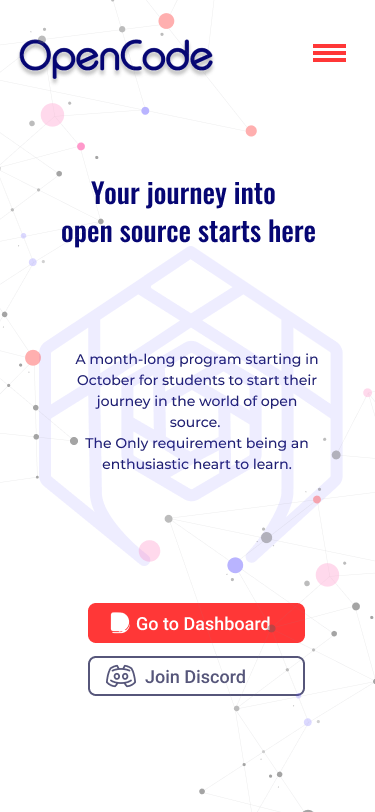 OpenCode
Your journey into
open source starts here
A month-long program starting in
October for students to start their
journey in the world of open
source.
The Only requirement being an
enthusiastic heart to learn.
Go to Dashboard
Join Discord